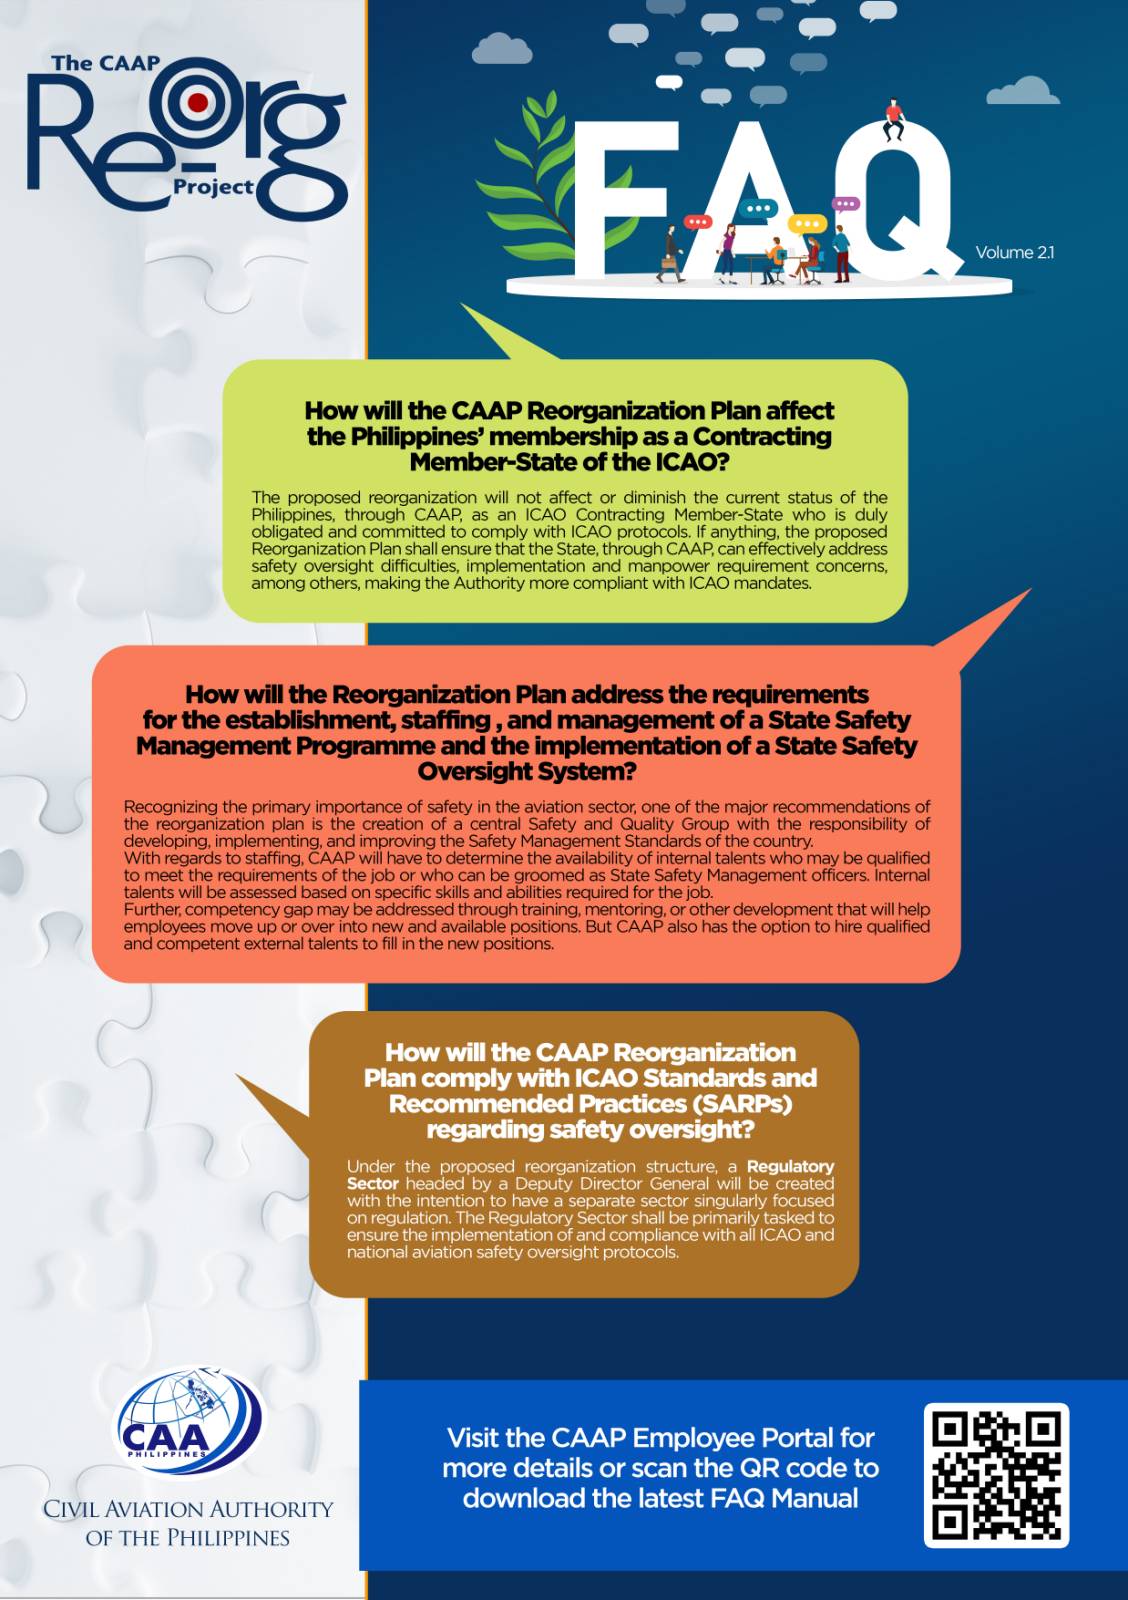 The CAAP
Re-Org
Project
FAQ
Volume 2.1
How will the CAAP Reorganization Plan affect
the Philippines' membership as a Contracting
Member-State of the ICAO?
The proposed reorganization will not affect or diminish the current status of the
Philippines, through CAAP, as an ICAO Contracting Member-State who is duly
obligated and committed to comply with ICAO protocols. If anything, the proposed
Reorganization Plan shall ensure that the State, through CAAP, can effectively address
safety oversight difficulties, implementation and manpower requirement concerns,
among others, making the Authority more compliant with ICAO mandates.
How will the Reorganization Plan address the requirements
for the establishment, staffing , and management of a State Safety
Management Programme and the implementation of a State Safety
Oversight System?
Recognizing the primary importance of safety in the aviation sector, one of the major recommendations of
the reorganization plan is the creation of a central Safety and Quality Group with the responsibility of
developing, implementing, and improving the Safety Management Standards of the country.
With regards to staffing, CAAP will have to determine the availability of internal talents who may be qualified
to meet the requirements of the job or who can be groomed as State Safety Management officers. Internal
talents will be assessed based on specific skills and abilities required for the job.
Further, competency gap may be addressed through training, mentoring, or other development that will help
employees move up or over into new and available positions. But CAAP also has the option to hire qualified
and competent external talents to fill in the new positions.
How will the CAAP Reorganization
Plan comply with ICAO Standards and
Recommended Practices (SARPs)
regarding safety oversight?
Under the proposed reorganization structure, a Regulatory
Sector headed by a Deputy Director General will be created
with the intention to have a separate sector singularly focused
on regulation. The Regulatory Sector shall be primarily tasked to
ensure the implementation of and compliance with all ICAO and
national aviation safety oversight protocols.
CAA
PHILIPPINES
CIVIL AVIATION AUTHORITY
OF THE PHILIPPINES
Visit the CAAP Employee Portal for
more details or scan the QR code to
download the latest FAQ Manual